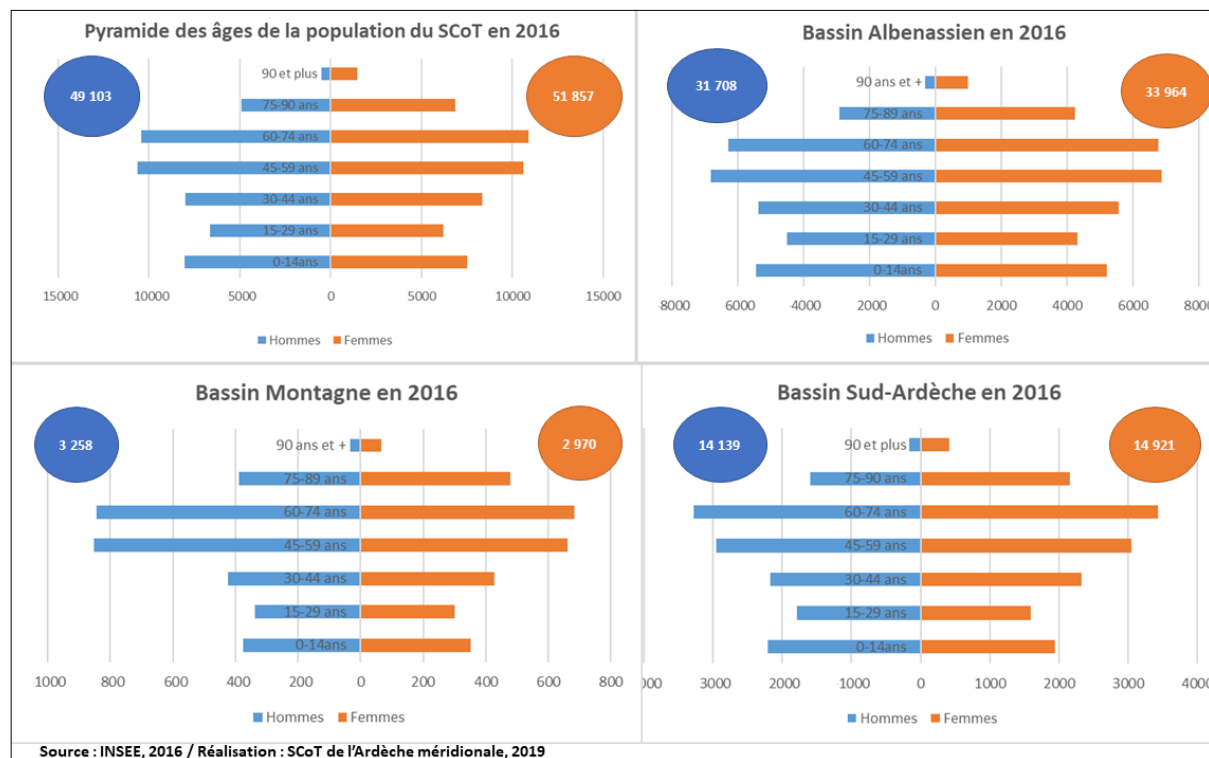 Pyramide des âges de la population du SCoT en 2016
49 103
51 857
90 et plus
75-90 ans
60-74 ans
45-59 ans
30-44 ans
15-29 ans
0-14ans
15000 10000 5000 0 5000 10000 15000
Hommes Femmes
Bassin Albenassien en 2016
31 708
33 964
90 ans et +
75-89 ans
60-74 ans
45-59 ans
30-44 ans
15-29 ans
0-14ans
8000 6000 4000 2000 0 2000 4000 6000 8000
Hommes Femmes
Bassin Montagne en 2016
3 258
2 970
90 ans et +
75-89 ans
60-74 ans
45-59 ans
30-44 ans
15-29 ans
0-14ans
1000 800 600 400 200 0 200 400 600 800
Hommes Femmes
Bassin Sud-Ardèche en 2016
14 139
14 921
90 et plus
75-90 ans
60-74 ans
45-59 ans
30-44 ans
15-29 ans
0-14ans
3000 2000 1000 0 1000 2000 3000 4000
Hommes Femmes
Source : INSEE, 2016 / Réalisation : SCoT de l'Ardèche méridionale, 2019